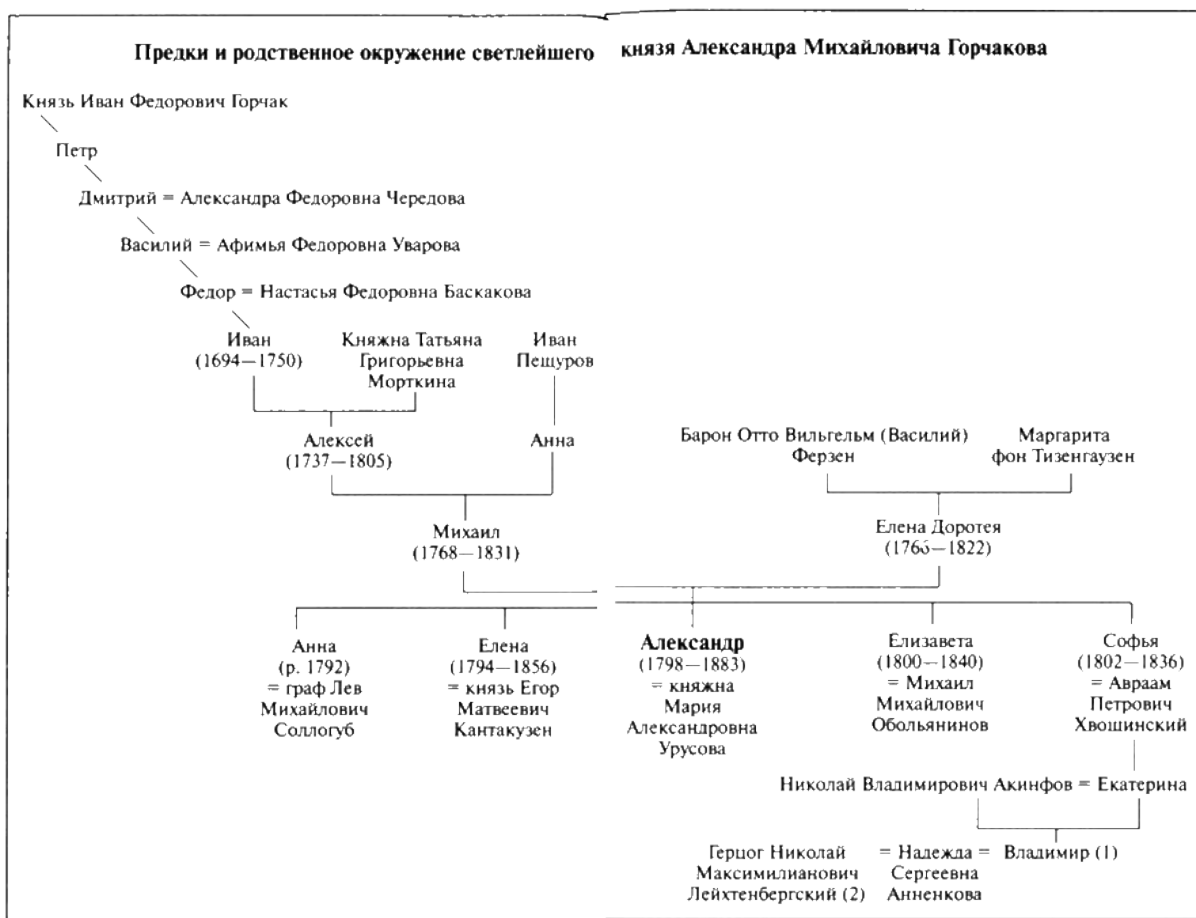 Предки и родственное окружение светлейшего князя Александра Михайловича Горчакова
Князь Иван Федорович Горчак
Петр
Дмитрий = Александра Федоровна Чередова
Василий = Афимья Федоровна Уварова
Федор = Настасья Федоровна Баскакова
Иван Княжна Татьяна Иван
(1694—1750) Григорьевна Пещуров
Морткина
Алексей Анна Барон Отто Вильгельм (Василий) Маргарита
(1737—1805) Ферзен фон Тизенгаузен
Михаил Елена Доротея
(1768—1831) (1766—1822)
Анна Елена Александр Елизавета Софья
(р. 1792) (1794—1856) (1798—1883) (1800—1840) (1802—1836)
= граф Лев = князь Егор = княжна = Михаил = Авраам
Михайлович Матвеевич Мария Михайлович Петрович
Соллогуб Кантакузен Александровна Обольянинов Хвошинский
Урусова
Николай Владимирович Акинфов = Екатерина
Герцог Николай = Надежда = Владимир (1)
Максимилианович Сергеевна
Лейхтенбергский (2) Анненкова